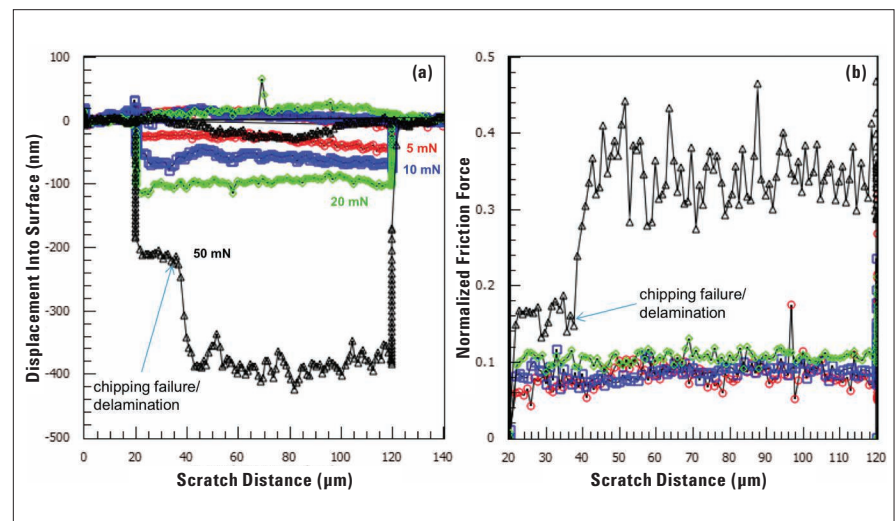 (a)
100
0
-100
-200
-300
-400
-500
Displacement Into Surface (nm)
5 mN
10 mN
20 mN
50 mN
chipping failure/
delamination
0
20
40
60
80
100
120
140
Scratch Distance (µm)
(b)
0.5
0.4
0.3
0.2
0.1
0
Normalized Friction Force
chipping failure/
delamination
20
30
40
50
60
70
80
90
100
110
120
Scratch Distance (µm)